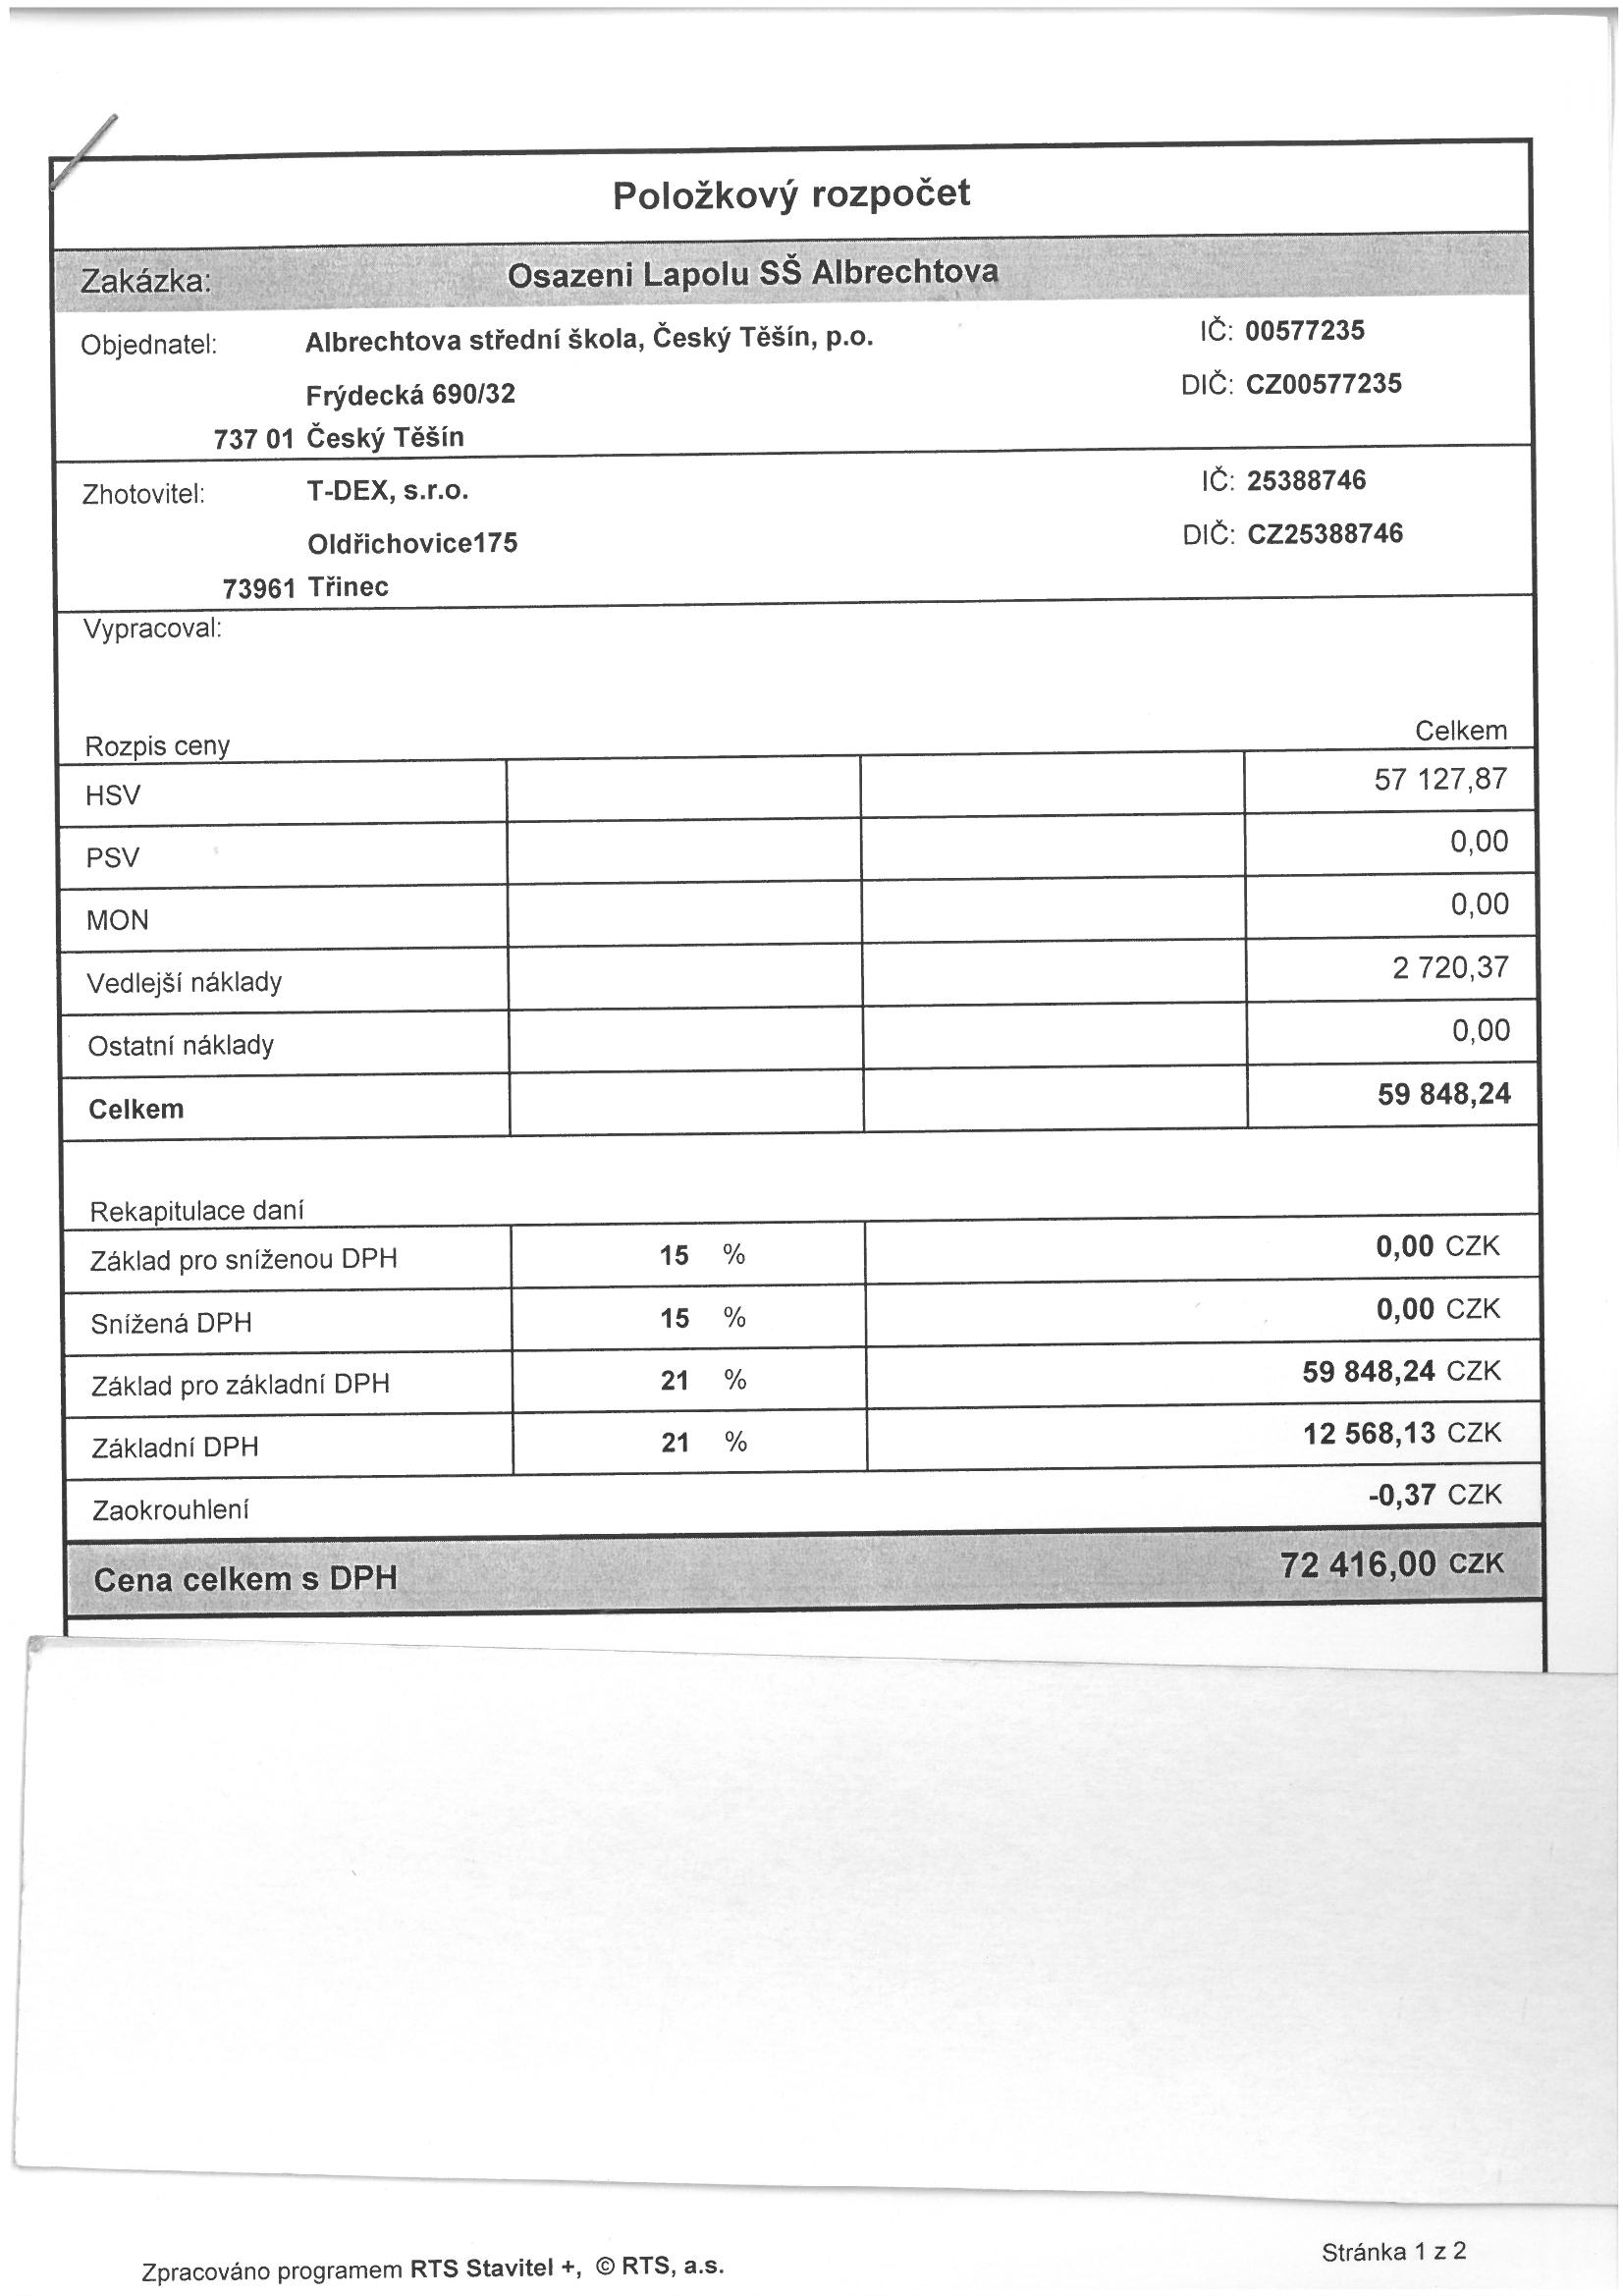 Položkový rozpočet
Zakázka: Osazeni Lapolu SŠ Albrechtova
Objednatel: Albrechtova střední škola, Český Těšín, p.o. IČ: 00577235
Frýdecká 690/32 DIČ: CZ00577235
737 01 Český Těšín
Zhotovitel: T-DEX, s.r.o. IČ: 25388746
Oldřichovice175 DIČ: CZ25388746
73961 Třinec
Vypracoval:
Rozpis ceny Celkem
HSV 57 127,87
PSV 0,00
MON 0,00
Vedlejší náklady 2 720,37
Ostatní náklady 0,00
Celkem 59 848,24
Rekapitulace daní
Základ pro sníženou DPH 15 % 0,00 CZK
Snížená DPH 15 % 0,00 CZK
Základ pro základní DPH 21 % 59 848,24 CZK
Základní DPH 21 % 12 568,13 CZK
Zaokrouhlení -0,37 CZK
Cena celkem s DPH 72 416,00 CZK
Zpracováno programem RTS Stavitel +, © RTS, a.s. Stránka 1 z 2